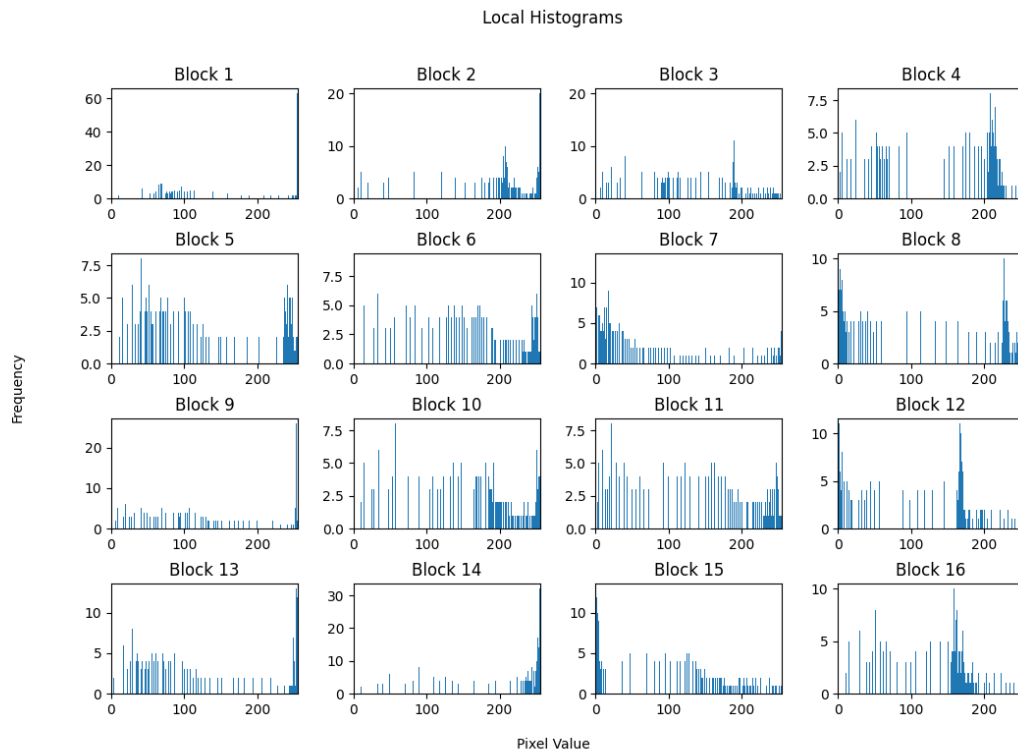 Local Histograms
Block 1 Block 2 Block 3 Block 4
60 20 20 7.5
40 5.0
20 10 10 2.5
0 0 0 0.0
0 100 200 0 100 200 0 100 200 0 100 200
Block 5 Block 6 Block 7 Block 8
7.5 7.5 10 10
5.0 5.0 5
2.5 2.5 5
0.0 0.0 0 0
0 100 200 0 100 200 0 100 200 0 100 200
Frequency
Block 9 Block 10 Block 11 Block 12
20 7.5 7.5 10
10 5.0 5.0 5
2.5 2.5
0 0.0 0.0 0
0 100 200 0 100 200 0 100 200 0 100 200
Block 13 Block 14 Block 15 Block 16
10 30 10 10
5 20 5 5
10
0 0 0 0
0 100 200 0 100 200 0 100 200 0 100 200
Pixel Value